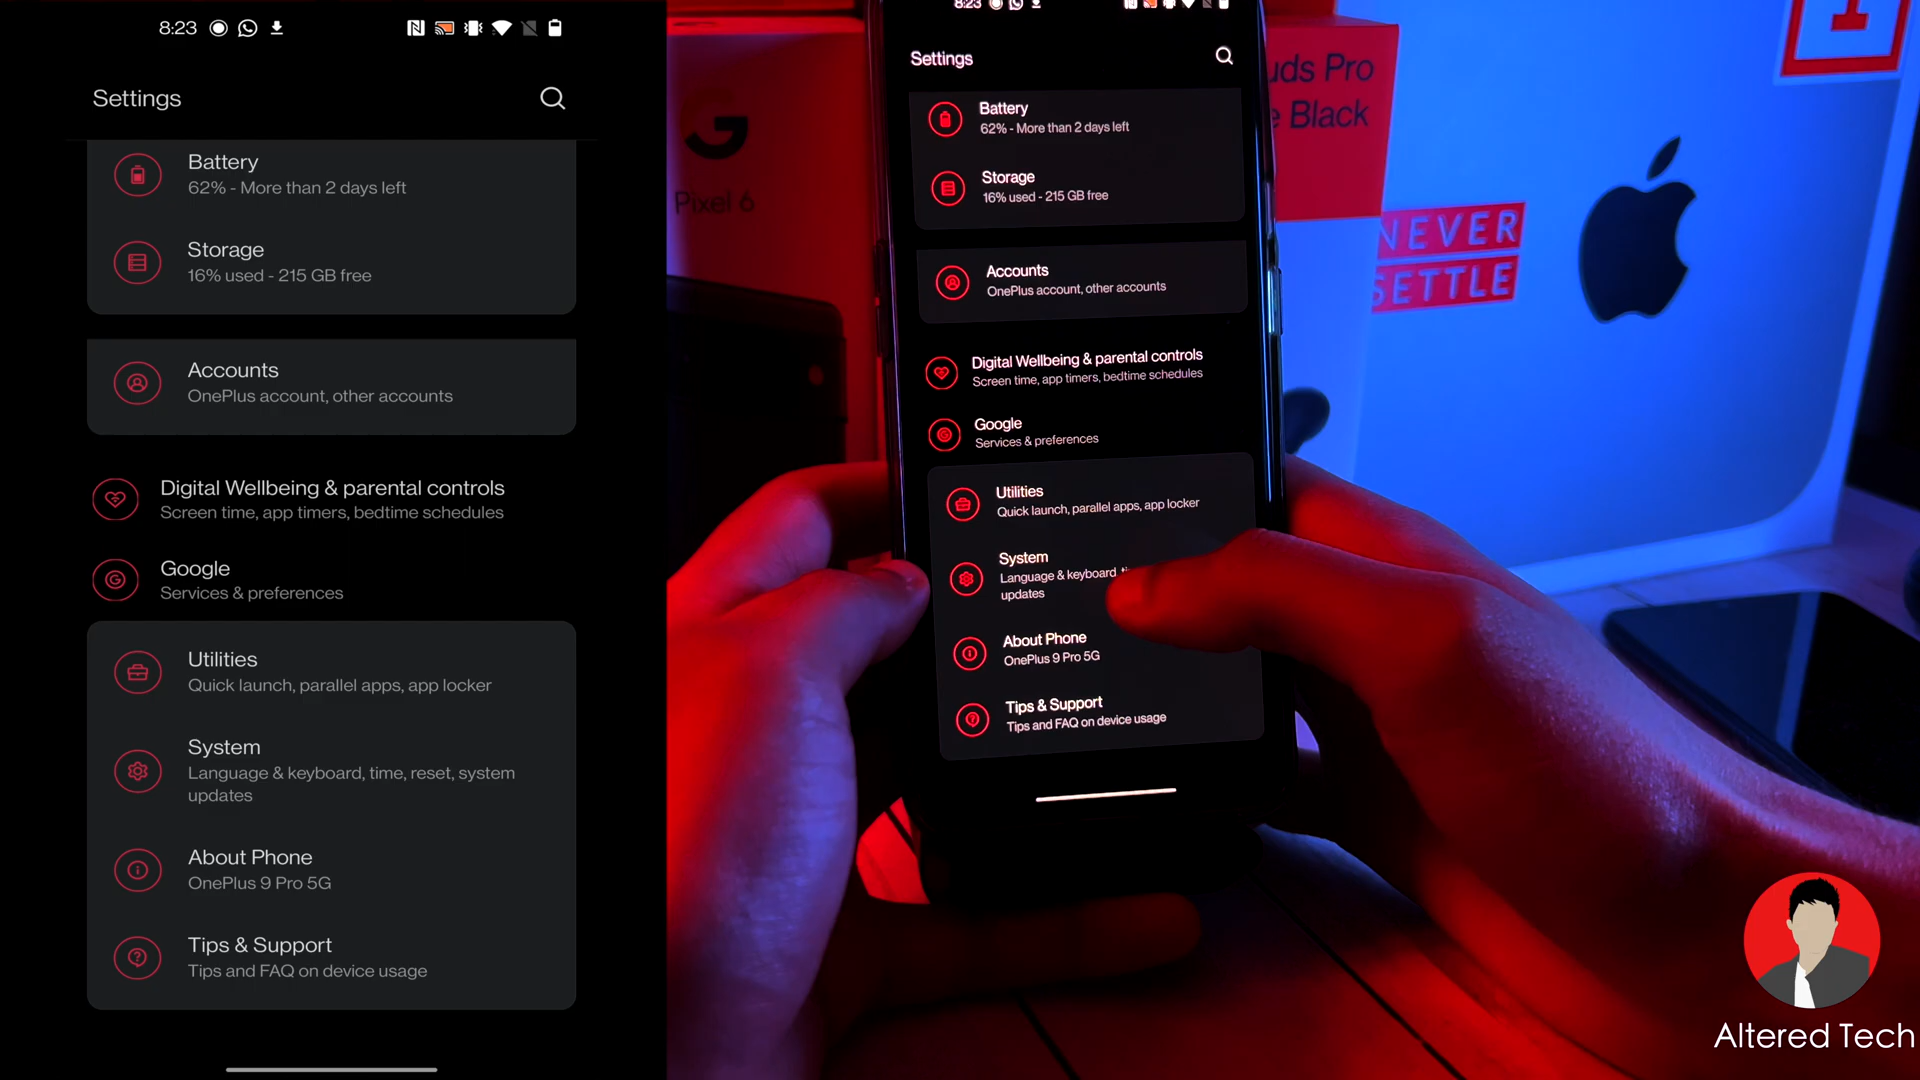 8:23
Settings
Battery
62% - More than 2 days left
Storage
16% used - 215 GB free
Accounts
OnePlus account, other accounts
Digital Wellbeing & parental controls
Screen time, app timers, bedtime schedules
Google
Services & preferences
Utilities
Quick launch, parallel apps, app locker
System
Language & keyboard, time, reset, system
updates
About Phone
OnePlus 9 Pro 5G
Tips & Support
Tips and FAQ on device usage
8:23
Settings
Battery
62% - More than 2 days left
Storage
16% used - 215 GB free
Accounts
OnePlus account, other accounts
Digital Wellbeing & parental controls
Screen time, app timers, bedtime schedules
Google
Services & preferences
Utilities
Quick launch, parallel apps, app locker
System
Language & keyboard,
updates
About Phone
OnePlus 9 Pro 5G
Tips & Support
Tips and FAQ on device usage
G
Pixel 6
Pro
Black
1
NEVER
SETTLE
Altered Tech